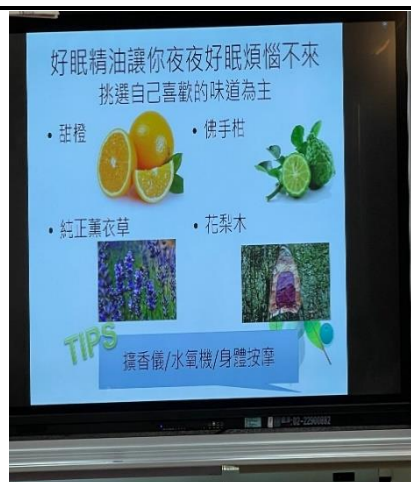 好眠精油讓你夜夜好眠煩惱不來
挑選自己喜歡的味道為主
• 甜橙
• 佛手柑
• 純正薰衣草
• 花梨木
TIPS
擴香儀/水氧機/身體按摩
02-22900882